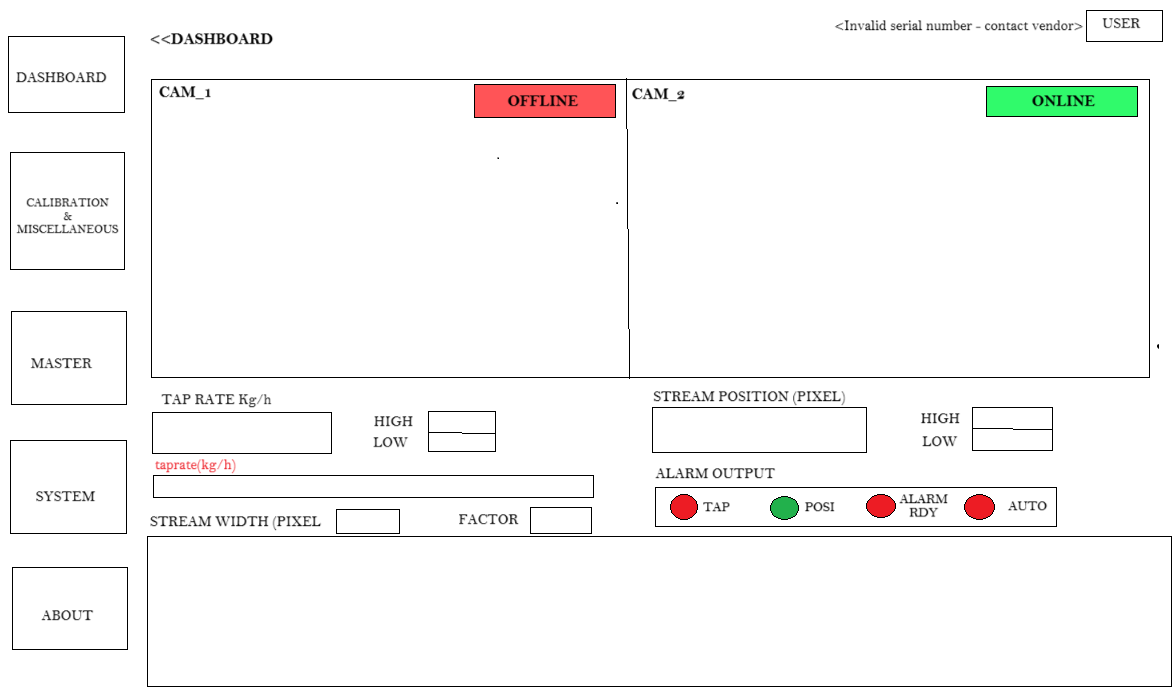 <<DASHBOARD
<Invalid serial number - contact vendor>
USER
DASHBOARD
CALIBRATION
&
MISCELLANEOUS
MASTER
SYSTEM
ABOUT
CAM_1
OFFLINE
CAM_2
ONLINE
TAP RATE Kg/h
HIGH
LOW
taprate(kg/h)
STREAM WIDTH (PIXEL
FACTOR
STREAM POSITION (PIXEL)
HIGH
LOW
ALARM OUTPUT
TAP
POSI
ALARM
RDY
AUTO